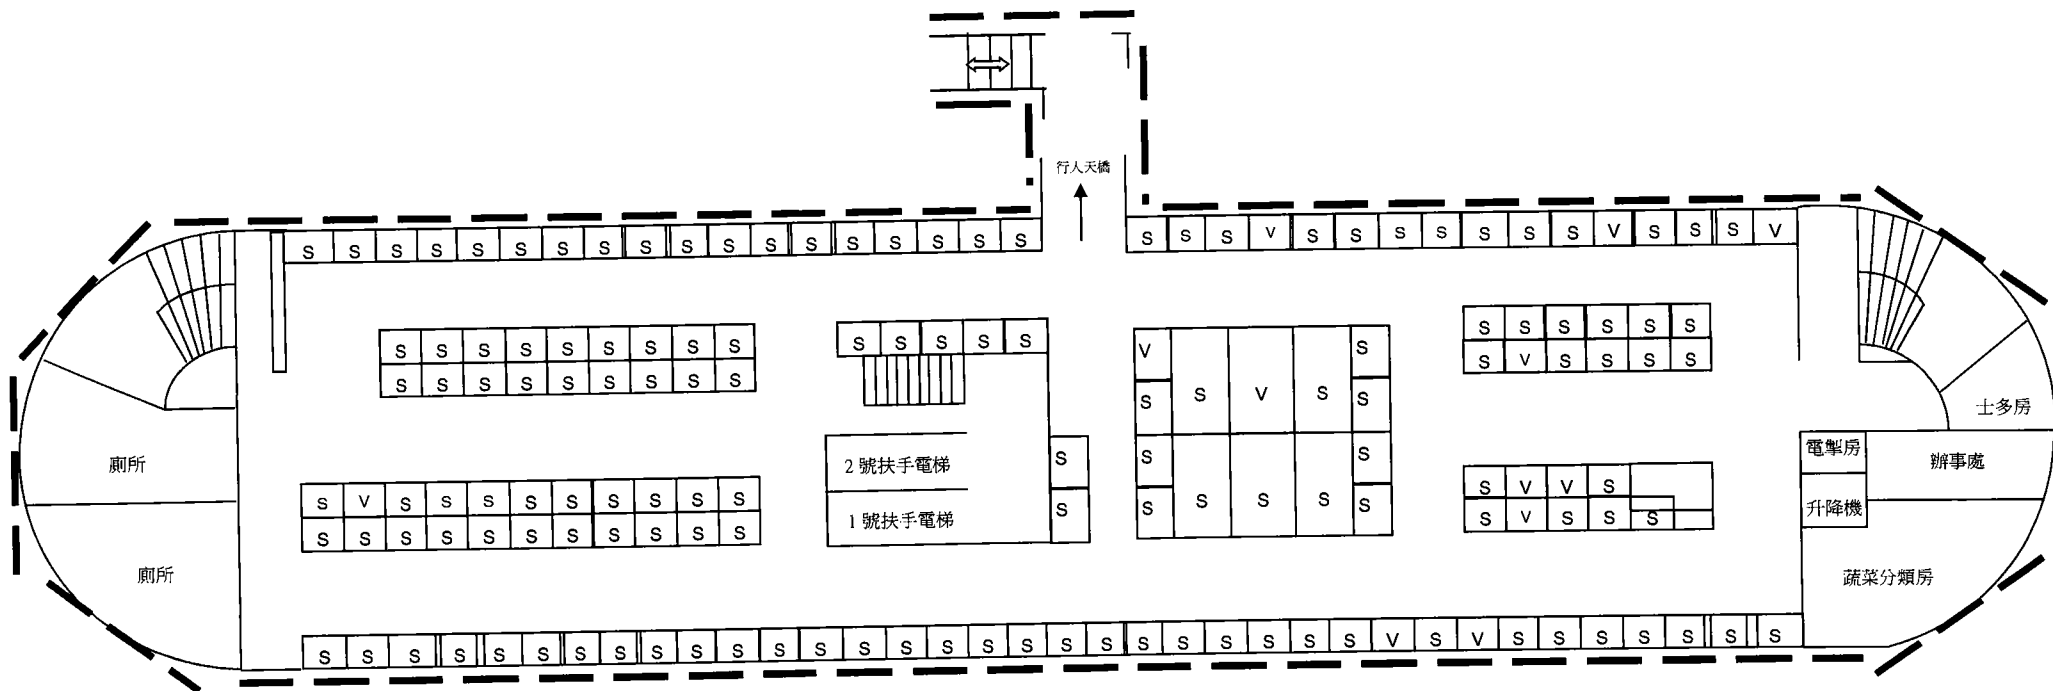 行人天橋
S S S S S S S S S S S S S S S S S S
S S S V S S S S S S S V S S S V
S S S S S S S S S
S S S S S S S S S
S S S S S
V S V S S
S S
S S S S S
S S
S S S S S S
S V S S S S
士多房
電掣房
辦事處
升降機
蔬菜分類房
廁所
廁所
2 號扶手電梯
1 號扶手電梯
S
S
S V S S S S S S S S S
S S S S S S S S S S S
S V V S
S V S S S
S S S S S S S S S S S S S S S S S S S S S S S S S S V S V S S S S S S S